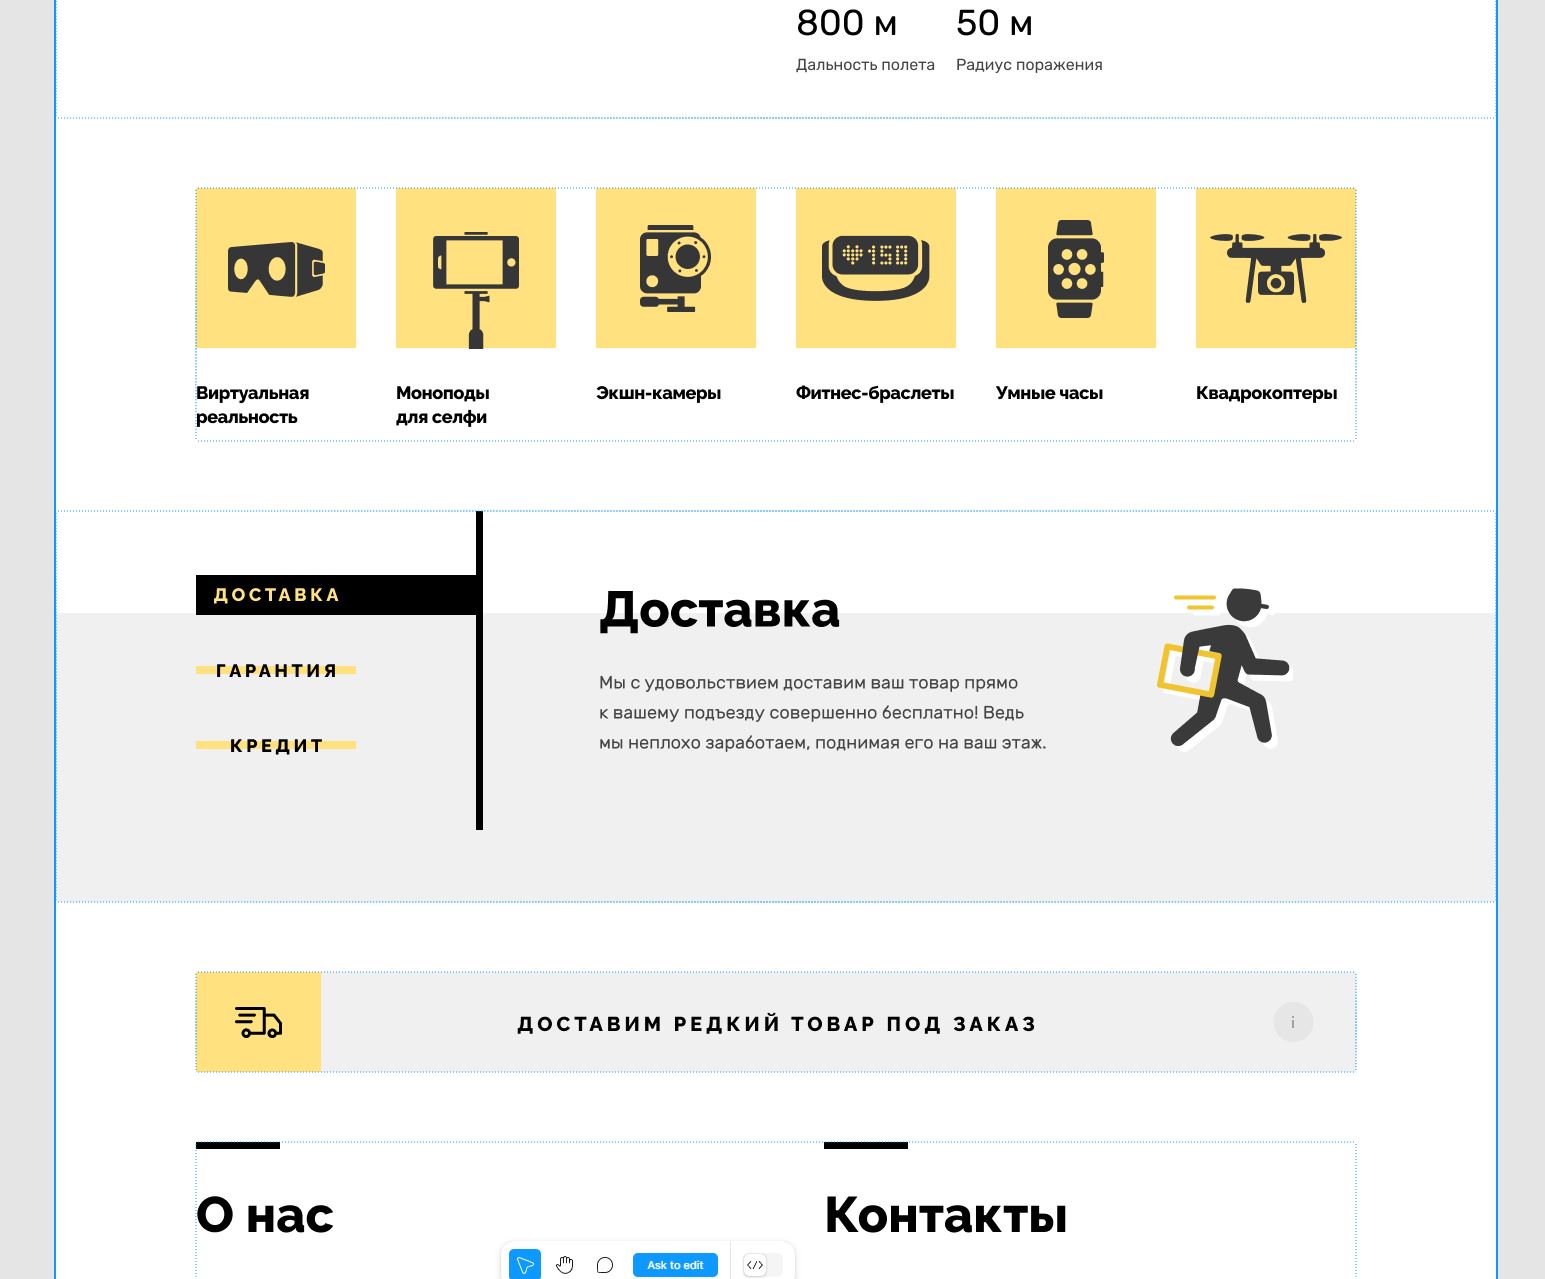 800 м 50 м
Дальность полета Радиус поражения
150
Виртуальная
реальность
Моноподы
для селфи
Экшн-камеры
Фитнес-браслеты
Умные часы
Квадрокоптеры
ДОСТАВКА
ГАРАНТИЯ
КРЕДИТ
Доставка
Мы с удовольствием доставим ваш товар прямо
к вашему подъезду совершенно бесплатно! Ведь
мы неплохо заработаем, поднимая его на ваш этаж.
ДОСТАВИМ РЕДКИЙ ТОВАР ПОД ЗАКАЗ
i
О нас
Контакты
Ask to edit